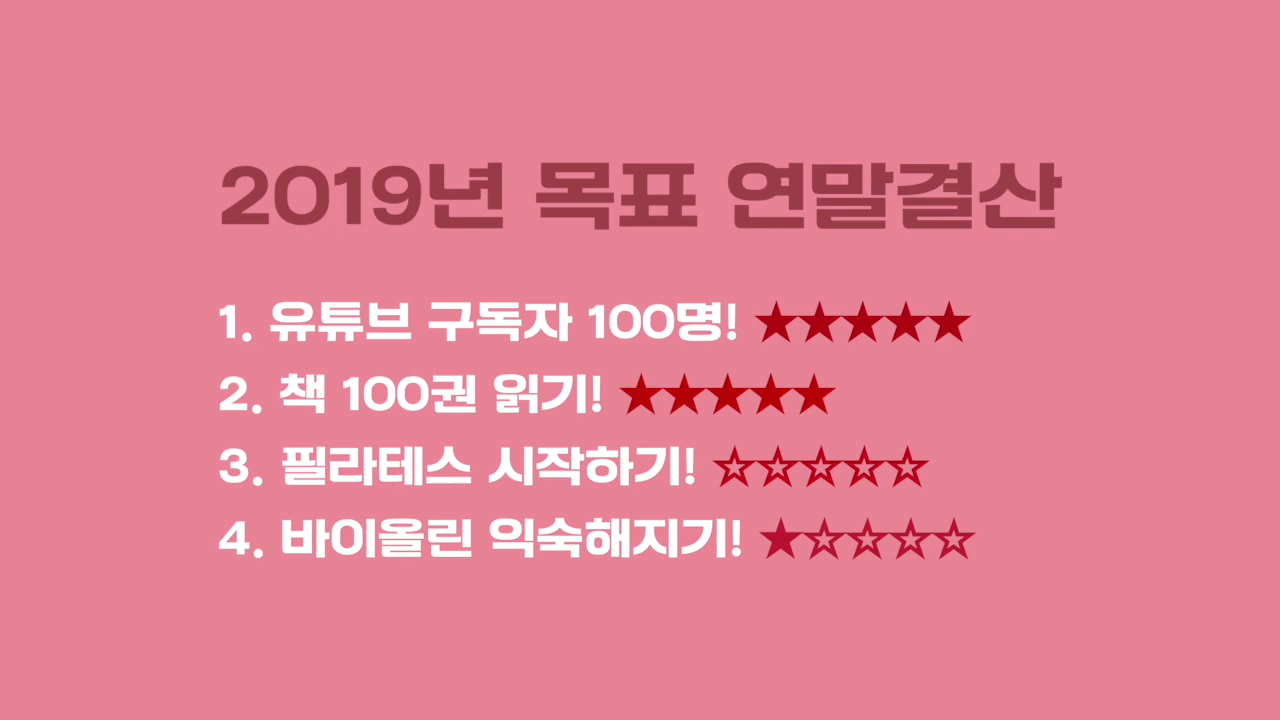 2019년 목표 연말결산
1. 유튜브 구독자 100명! ★★★★★
2. 책 100권 읽기! ★★★★★
3. 필라테스 시작하기! ☆☆☆☆☆
4. 바이올린 익숙해지기! ★☆☆☆☆